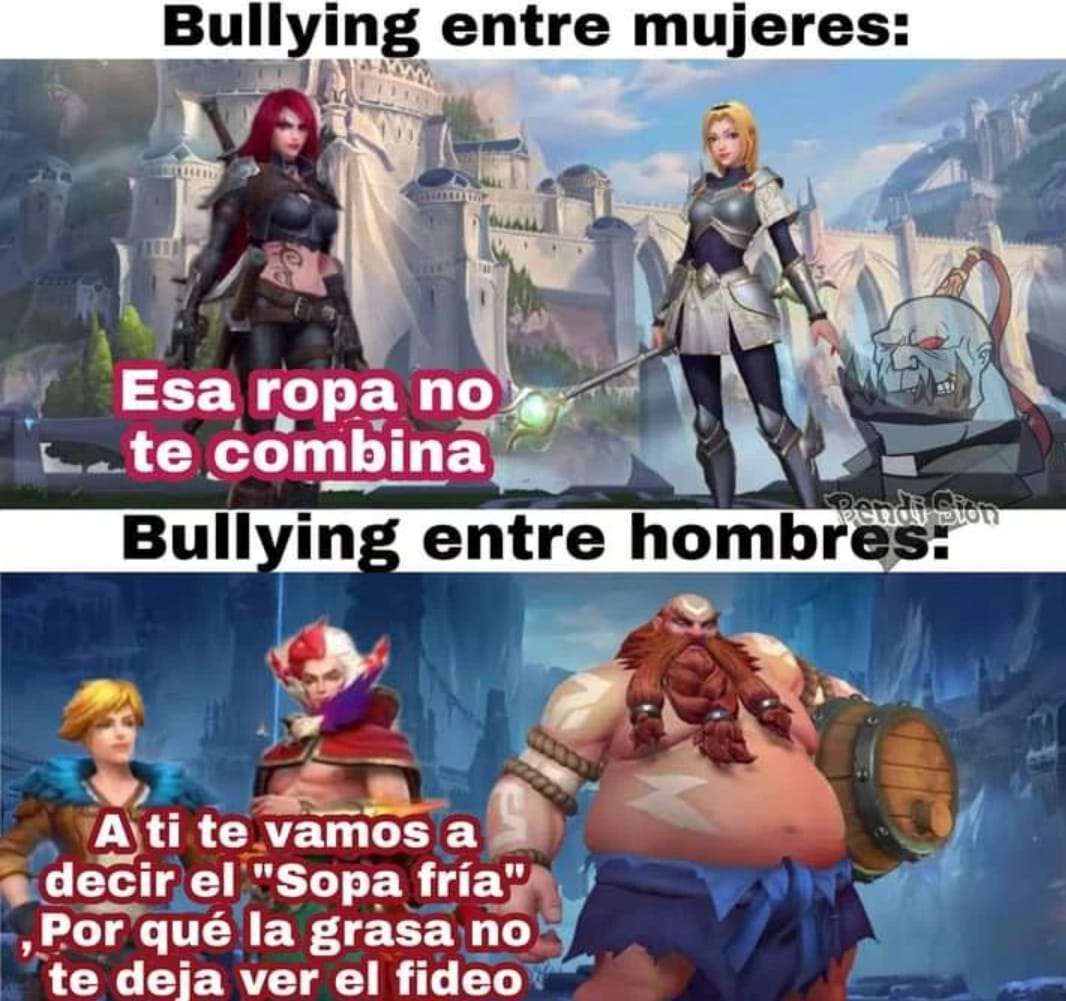 Bullying entre mujeres:
Esa ropa no
te combina
Bendi Sion
Bullying entre hombres:
A ti te vamos a
decir el "Sopa fría"
,Por qué la grasa no
te deja ver el fideo